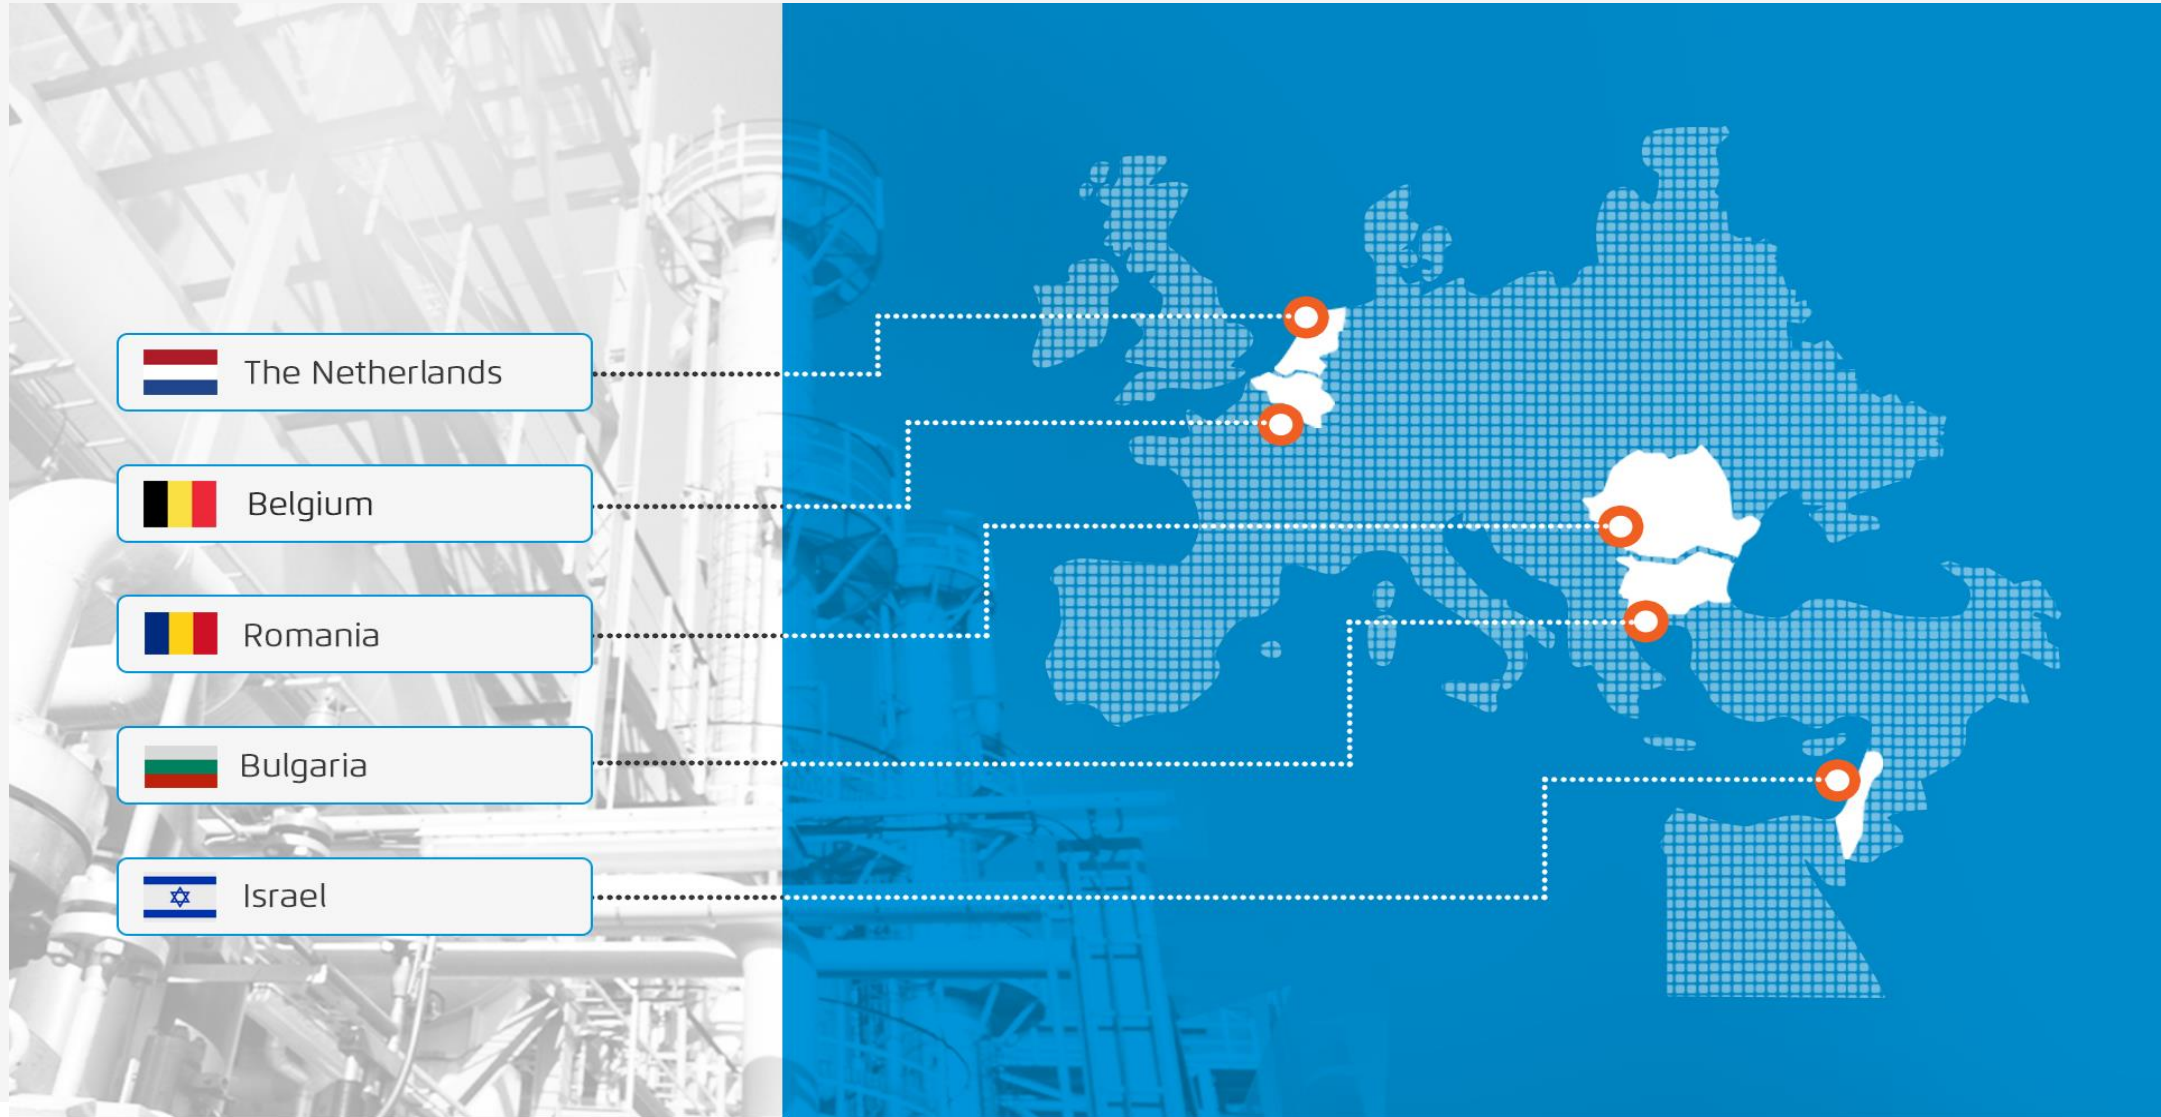 The Netherlands
Belgium
Romania
Bulgaria
Israel